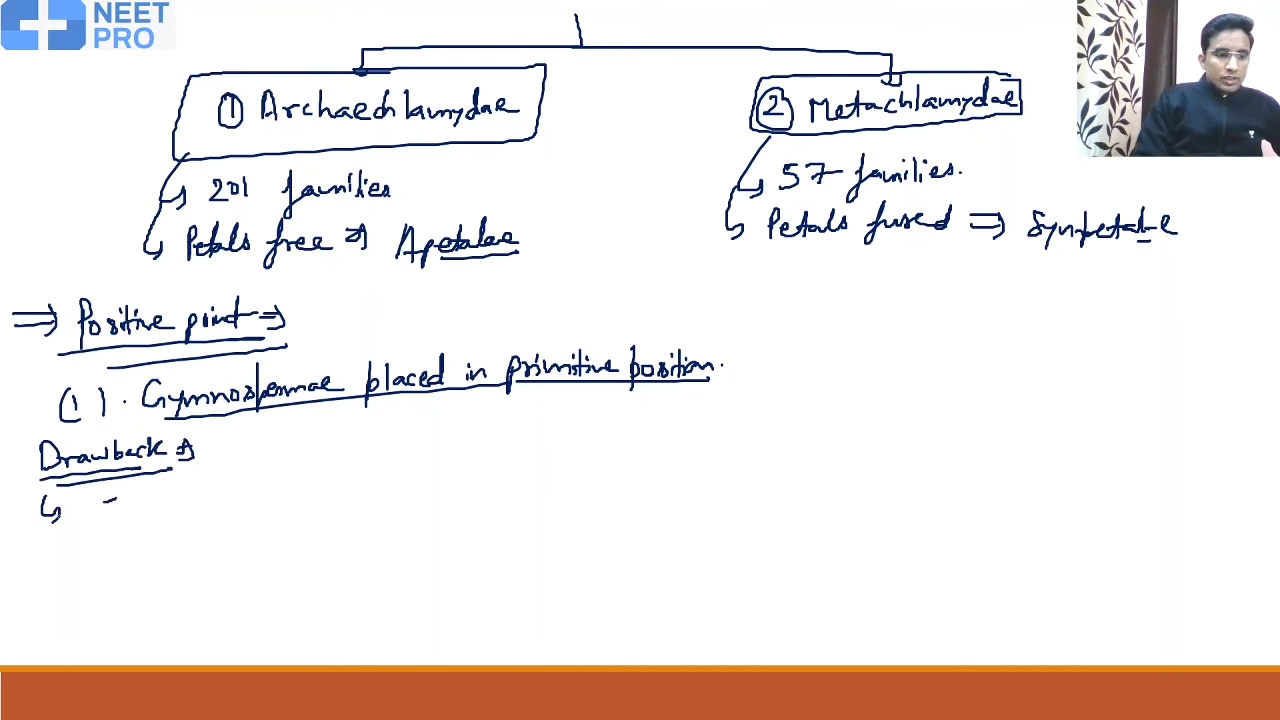 NEET
PRO
① Archaechlamydae
② Metachlamydae
↳ 201 families
↳ 57 families.
↳ Petals free ⇒ Apetalae
↳ Petals fused ⇒ Sympetale
⇒ Positive point ⇒
(1). Gymnospermae placed in primitive position.
Drawback ⇒
↳